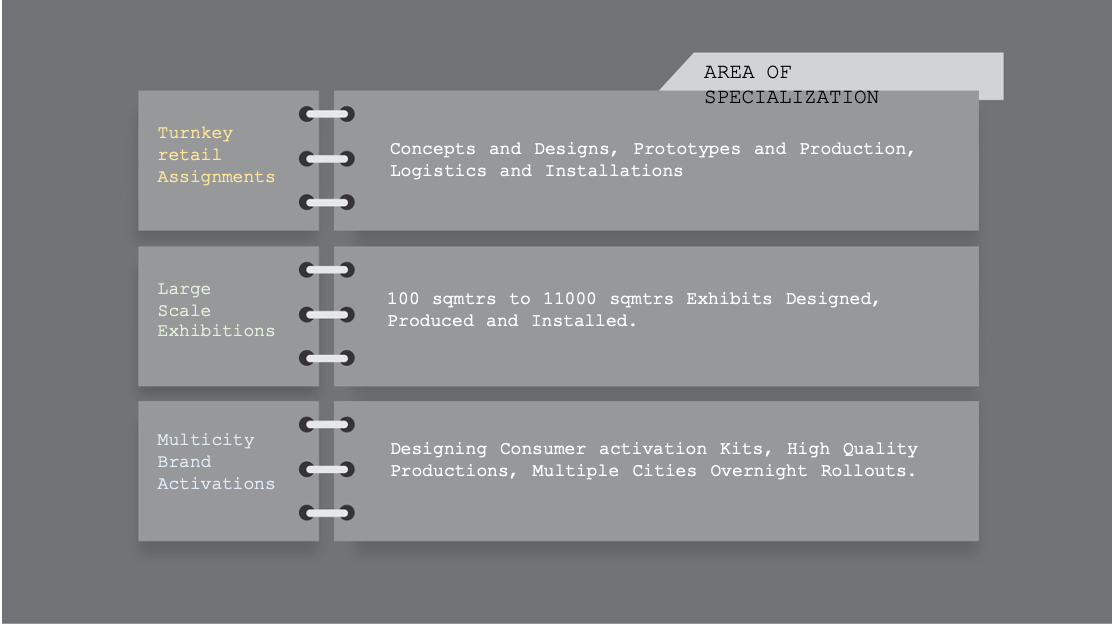 AREA OF
SPECIALIZATION
Turnkey
retail
Assignments
Concepts and Designs, Prototypes and Production,
Logistics and Installations
Large
Scale
Exhibitions
100 sqmtrs to 11000 sqmtrs Exhibits Designed,
Produced and Installed.
Multicity
Brand
Activations
Designing Consumer activation Kits, High Quality
Productions, Multiple Cities Overnight Rollouts.